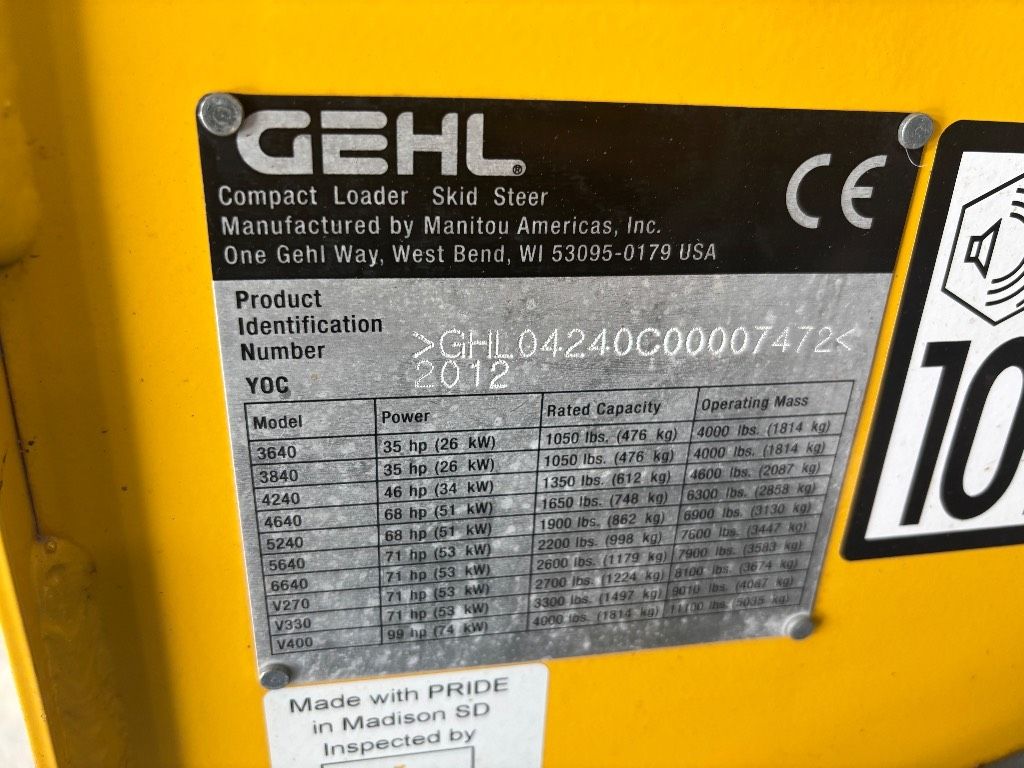 GEHL®
Compact Loader Skid Steer
Manufactured by Manitou Americas, Inc.
One Gehl Way, West Bend, WI 53095-0179 USA
CE
Product
Identification
Number >GHL04240C00007472<
YOC 2012
Model Power Rated Capacity Operating Mass
3640 35 hp (26 kW) 1050 lbs. (476 kg) 4000 lbs. (1814 kg)
3840 35 hp (26 kW) 1050 lbs. (476 kg) 4000 lbs. (1814 kg)
4240 46 hp (34 kW) 1350 lbs. (612 kg) 4600 lbs. (2087 kg)
4640 68 hp (51 kW) 1650 lbs. (748 kg) 6300 lbs. (2858 kg)
5240 68 hp (51 kW) 1900 lbs. (862 kg) 6900 lbs. (3130 kg)
5640 71 hp (53 kW) 2200 lbs. (998 kg) 7600 lbs. (3447 kg)
6640 71 hp (53 kW) 2600 lbs. (1179 kg) 7900 lbs. (3583 kg)
V270 71 hp (53 kW) 2700 lbs. (1224 kg) 8100 lbs. (3674 kg)
V330 71 hp (53 kW) 3300 lbs. (1497 kg) 9010 lbs. (4087 kg)
V400 99 hp (74 kW) 4000 lbs. (1814 kg) 11100 lbs. (5035 kg)
10
Made with PRIDE
in Madison SD
Inspected by